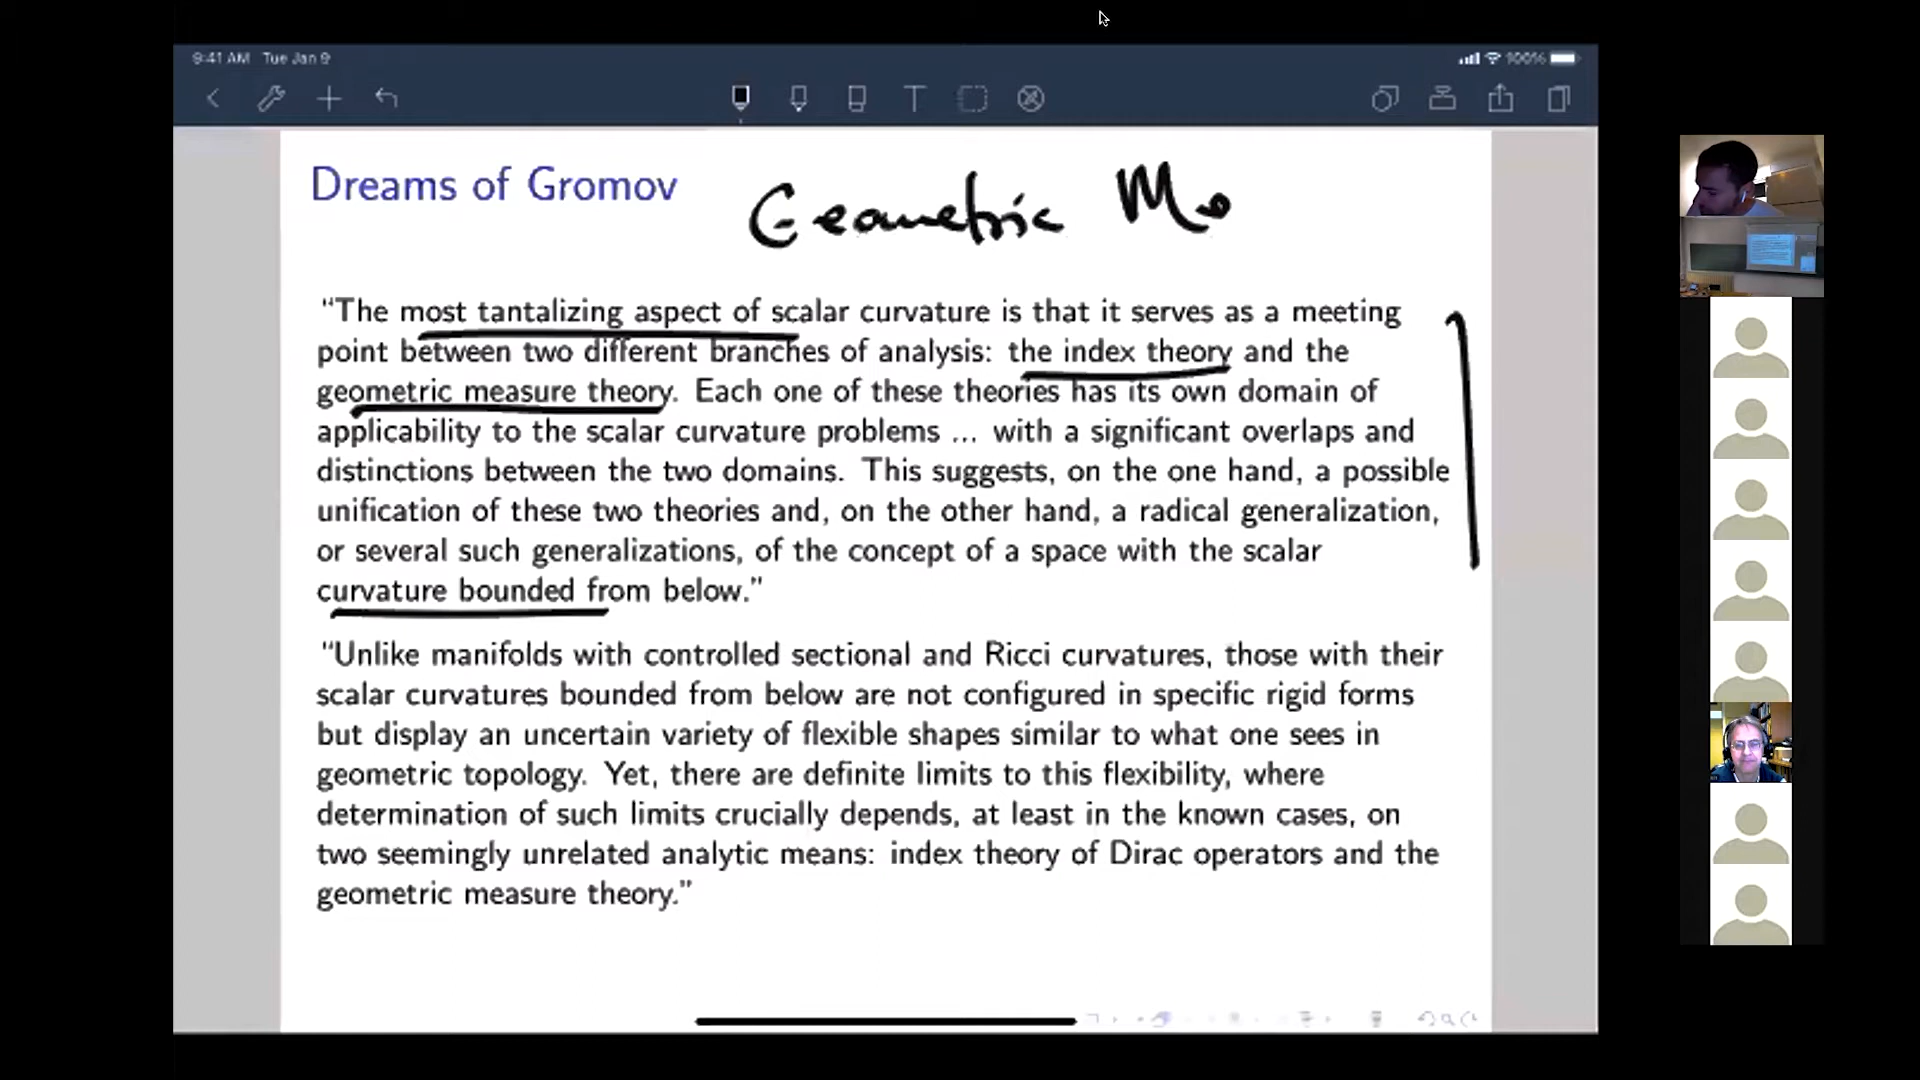 9:41 AM Tue Jan 9
100%
T
Dreams of Gromov
Geometric
“The most tantalizing aspect of scalar curvature is that it serves as a meeting
point between two different branches of analysis: the index theory and the
geometric measure theory. Each one of these theories has its own domain of
applicability to the scalar curvature problems ... with a significant overlaps and
distinctions between the two domains. This suggests, on the one hand, a possible
unification of these two theories and, on the other hand, a radical generalization,
or several such generalizations, of the concept of a space with the scalar
curvature bounded from below.”
“Unlike manifolds with controlled sectional and Ricci curvatures, those with their
scalar curvatures bounded from below are not configured in specific rigid forms
but display an uncertain variety of flexible shapes similar to what one sees in
geometric topology. Yet, there are definite limits to this flexibility, where
determination of such limits crucially depends, at least in the known cases, on
two seemingly unrelated analytic means: index theory of Dirac operators and the
geometric measure theory.”